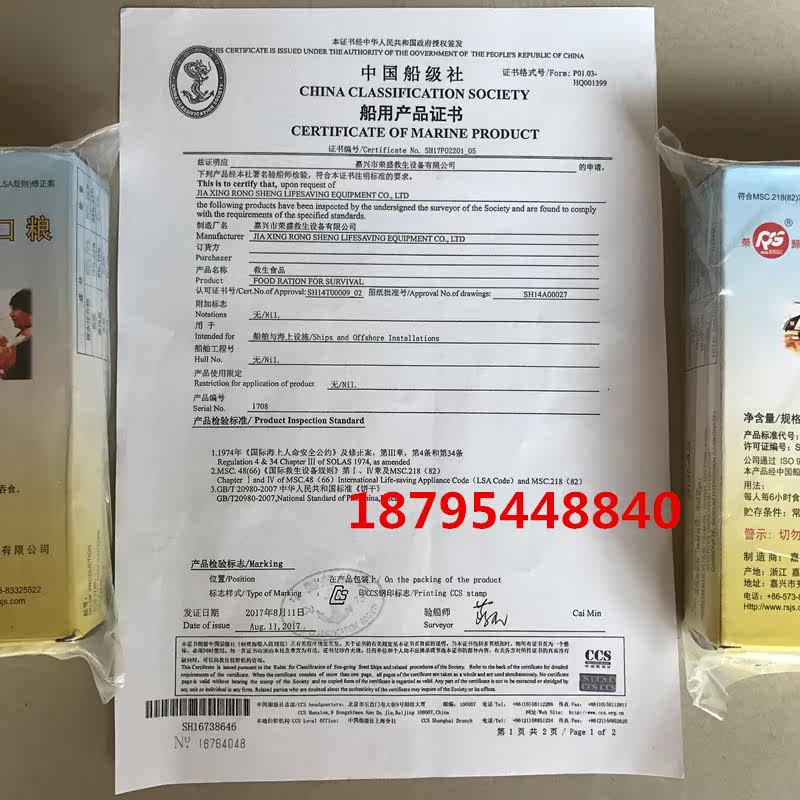 本证书经中华人民共和国政府授权签发
THIS CERTIFICATE IS ISSUED UNDER THE AUTHORITY OF THE GOVERNMENT OF THE PEOPLE'S REPUBLIC OF CHINA
中国船级社
证书格式号/Form: P01.03-
HQ001399
CHINA CLASSIFICATION SOCIETY
船用产品证书
CERTIFICATE OF MARINE PRODUCT
证书编号/Certificate No. SH17P02201_05
兹证明应 嘉兴市荣盛救生设备有限公司 的申请,
下列产品经本社署名验船师检验,符合本证书注明标准的要求。
This is to certify that, upon request of
JIA XING RONG SHENG LIFESAVING EQUIPMENT CO., LTD
the following products have been inspected by the undersigned the surveyor of the Society and are found to comply
with the requirements of the specified standards.
制造厂名 嘉兴市荣盛救生设备有限公司
Manufacturer JIA XING RONG SHENG LIFESAVING EQUIPMENT CO., LTD
订货方
Purchaser
产品名称 救生食品
Product FOOD RATION FOR SURVIVAL
认可证书号/Cert.No.of Approval: SH14T00009_02 图纸批准号/Approval No.of drawings: SH14A00027
附加标志
Notations 无/Nil.
用 于
Intended for 船舶与海上设施/Ships and Offshore Installations
船舶工程号
Hull No. 无/Nil.
产品使用限定
Restriction for application of product 无/Nil.
产品编号
Serial No. 1708
产品检验标准/ Product Inspection Standard
1.1974年《国际海上人命安全公约》及修正案, 第III章, 第4条和第34条
Regulation 4 & 34 Chapter III of SOLAS 1974, as amended
2.MSC.48(66)《国际救生设备规则》第Ⅰ、Ⅳ章及MSC.218(82)
Chapter Ⅰ and Ⅳ of MSC.48 (66) International Life-saving Appliance Code (LSA Code) and MSC.218 (82)
3.GB/T 20980-2007 中华人民共和国标准《饼干》
GB/T20980-2007,National Standard of
18795448840
产品检验标志/Marking
位置/Position : 在产品包装上/ On the packing of the product
标志样式/Type of Marking : 印CCS钢印标志/Printing CCS stamp
发证日期 2017年8月11日 验船师
Date of issue Aug. 11, 2017 Surveyor Cai Min
CCS
SH16738646
Nº 16764048
第 1 页 共 2 页 / Page 1 of 2
LSA规则)修正案
口粮
吞食。
有限公司
-83325522
rsjs.com
符合MSC.218(82)
荣
RS
净含量/规格
产品标准代号:
许可证编号:S
公司通过 ISO 9
本产品经中国船
用法:
每人每6小时食
贮存条件:常
警示: 切勿
制造商: 嘉
产地: 浙江 嘉
地址: 嘉兴市
电话: +86-573-8
Http://www.rsjs